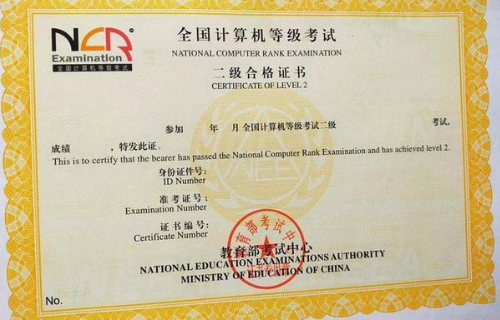 NCR
Examination
全国计算机等级考试
全国计算机等级考试
NATIONAL COMPUTER RANK EXAMINATION
二级合格证书
CERTIFICATE OF LEVEL 2
参加 年 月 全国计算机等级考试二级 考试,
成绩 ,特发此证。
This is to certify that the bearer has passed the National Computer Rank Examination and has achieved level 2.
身份证件号:
ID Number
准考证号:
Examination Number
证书编号:
Certificate Number
教育部考试中心
NATIONAL EDUCATION EXAMINATIONS AUTHORITY
MINISTRY OF EDUCATION OF CHINA
No.
育部考试中